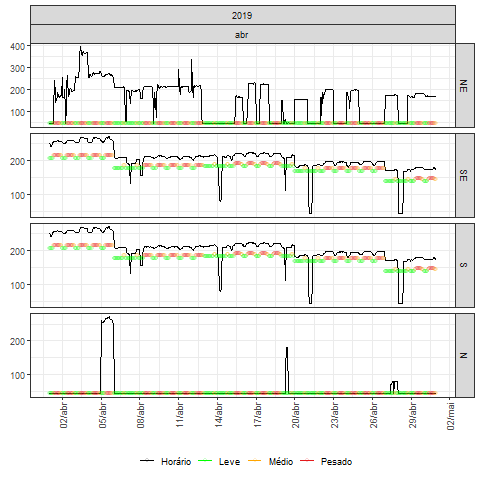 2019
abr
400
300
200
100
NE
200
100
SE
200
100
S
200
100
N
02/abr
05/abr
08/abr
11/abr
14/abr
17/abr
20/abr
23/abr
26/abr
29/abr
02/mai
Horário Leve Médio Pesado